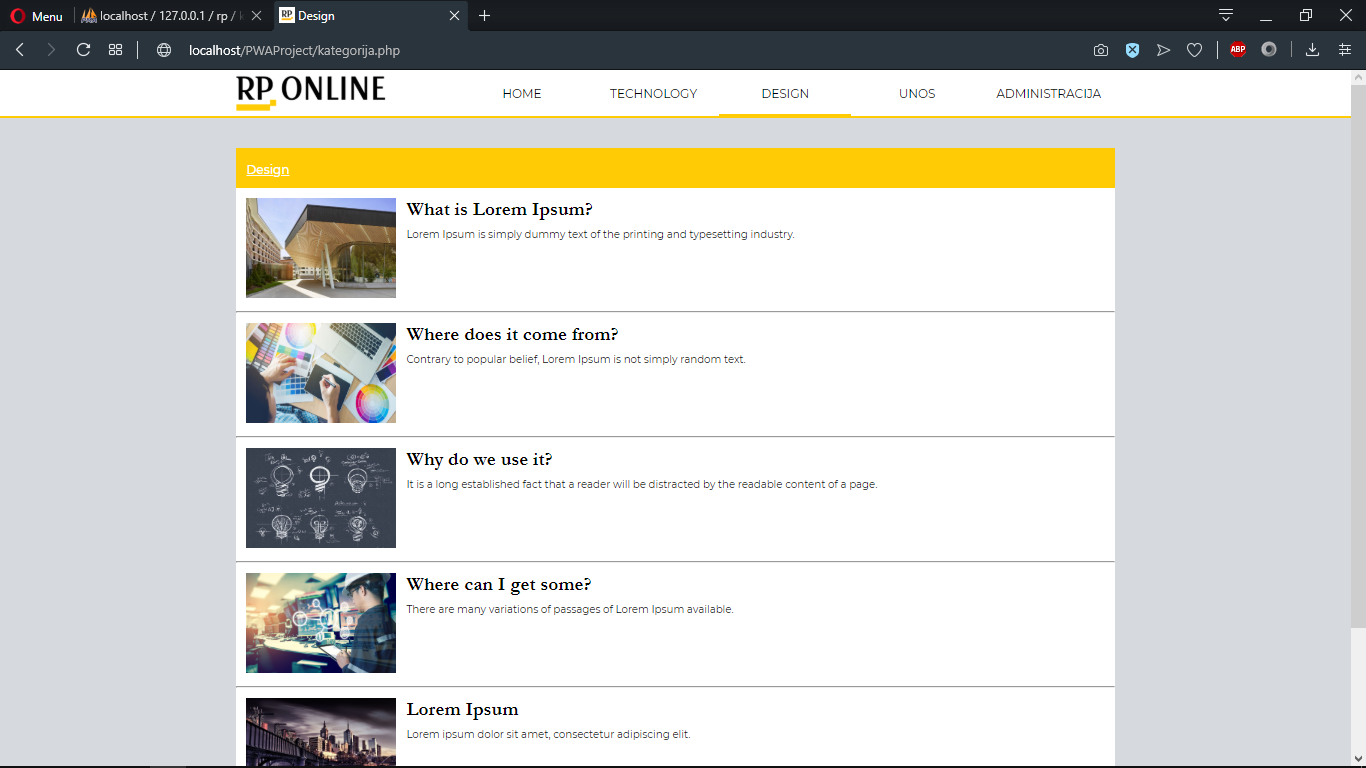 Menu
localhost / 127.0.0.1 / rp /
RP
Design
localhost/PWAProject/kategorija.php
ABP
RP ONLINE
HOME
TECHNOLOGY
DESIGN
UNOS
ADMINISTRACIJA
Design
What is Lorem Ipsum?
Lorem Ipsum is simply dummy text of the printing and typesetting industry.
Where does it come from?
Contrary to popular belief, Lorem Ipsum is not simply random text.
Why do we use it?
It is a long established fact that a reader will be distracted by the readable content of a page.
Where can I get some?
There are many variations of passages of Lorem Ipsum available.
Lorem Ipsum
Lorem ipsum dolor sit amet, consectetur adipiscing elit.